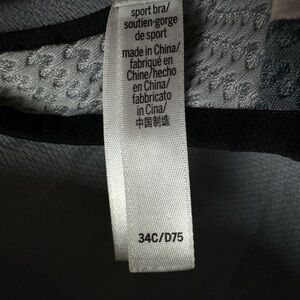 sport bra/
soutien-gorge
de sport
made in China/
fabriqué en
Chine/hecho
en China/
fabbricato
in Cina/
中国制造
34C/D75